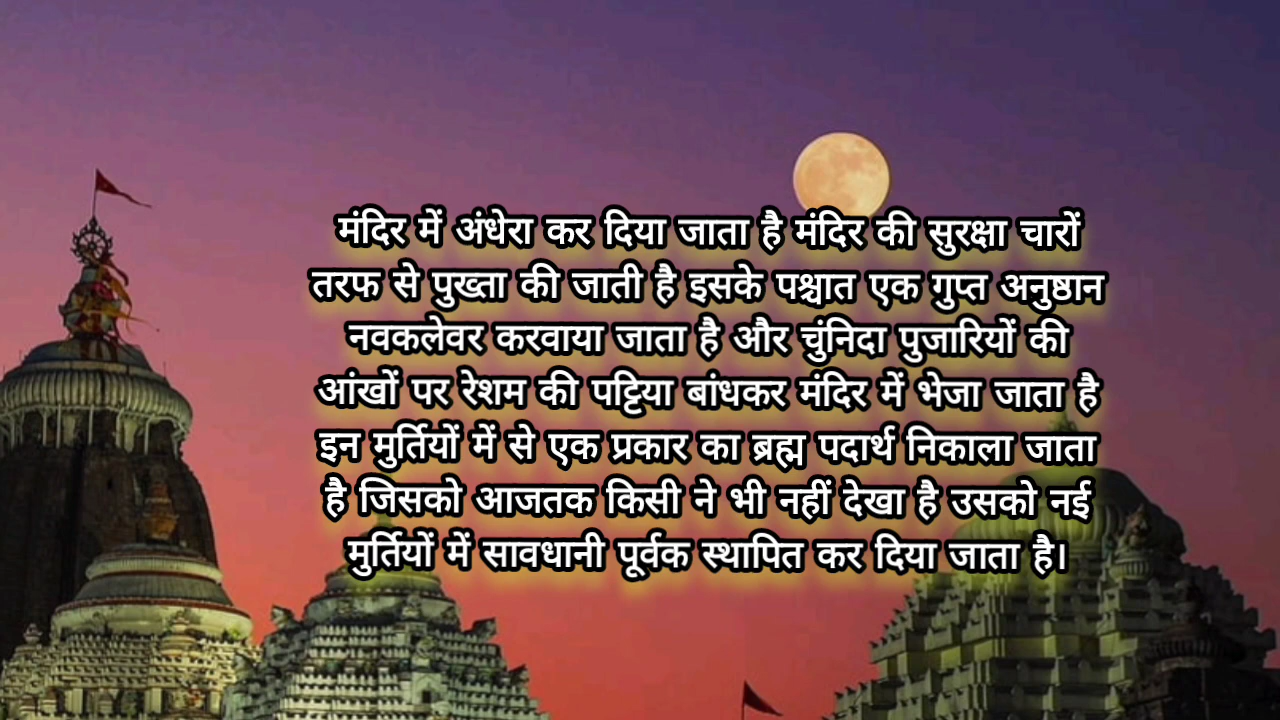 मंदिर में अंधेरा कर दिया जाता है मंदिर की सुरक्षा चारों
तरफ से पुख्ता की जाती है इसके पश्चात एक गुप्त अनुष्ठान
नवकलेवर करवाया जाता है और चुंनिदा पुजारियों की
आंखों पर रेशम की पट्टिया बांधकर मंदिर में भेजा जाता है
इन मुर्तियों में से एक प्रकार का ब्रह्म पदार्थ निकाला जाता
है जिसको आजतक किसी ने भी नहीं देखा है उसको नई
मुर्तियों में सावधानी पूर्वक स्थापित कर दिया जाता है।